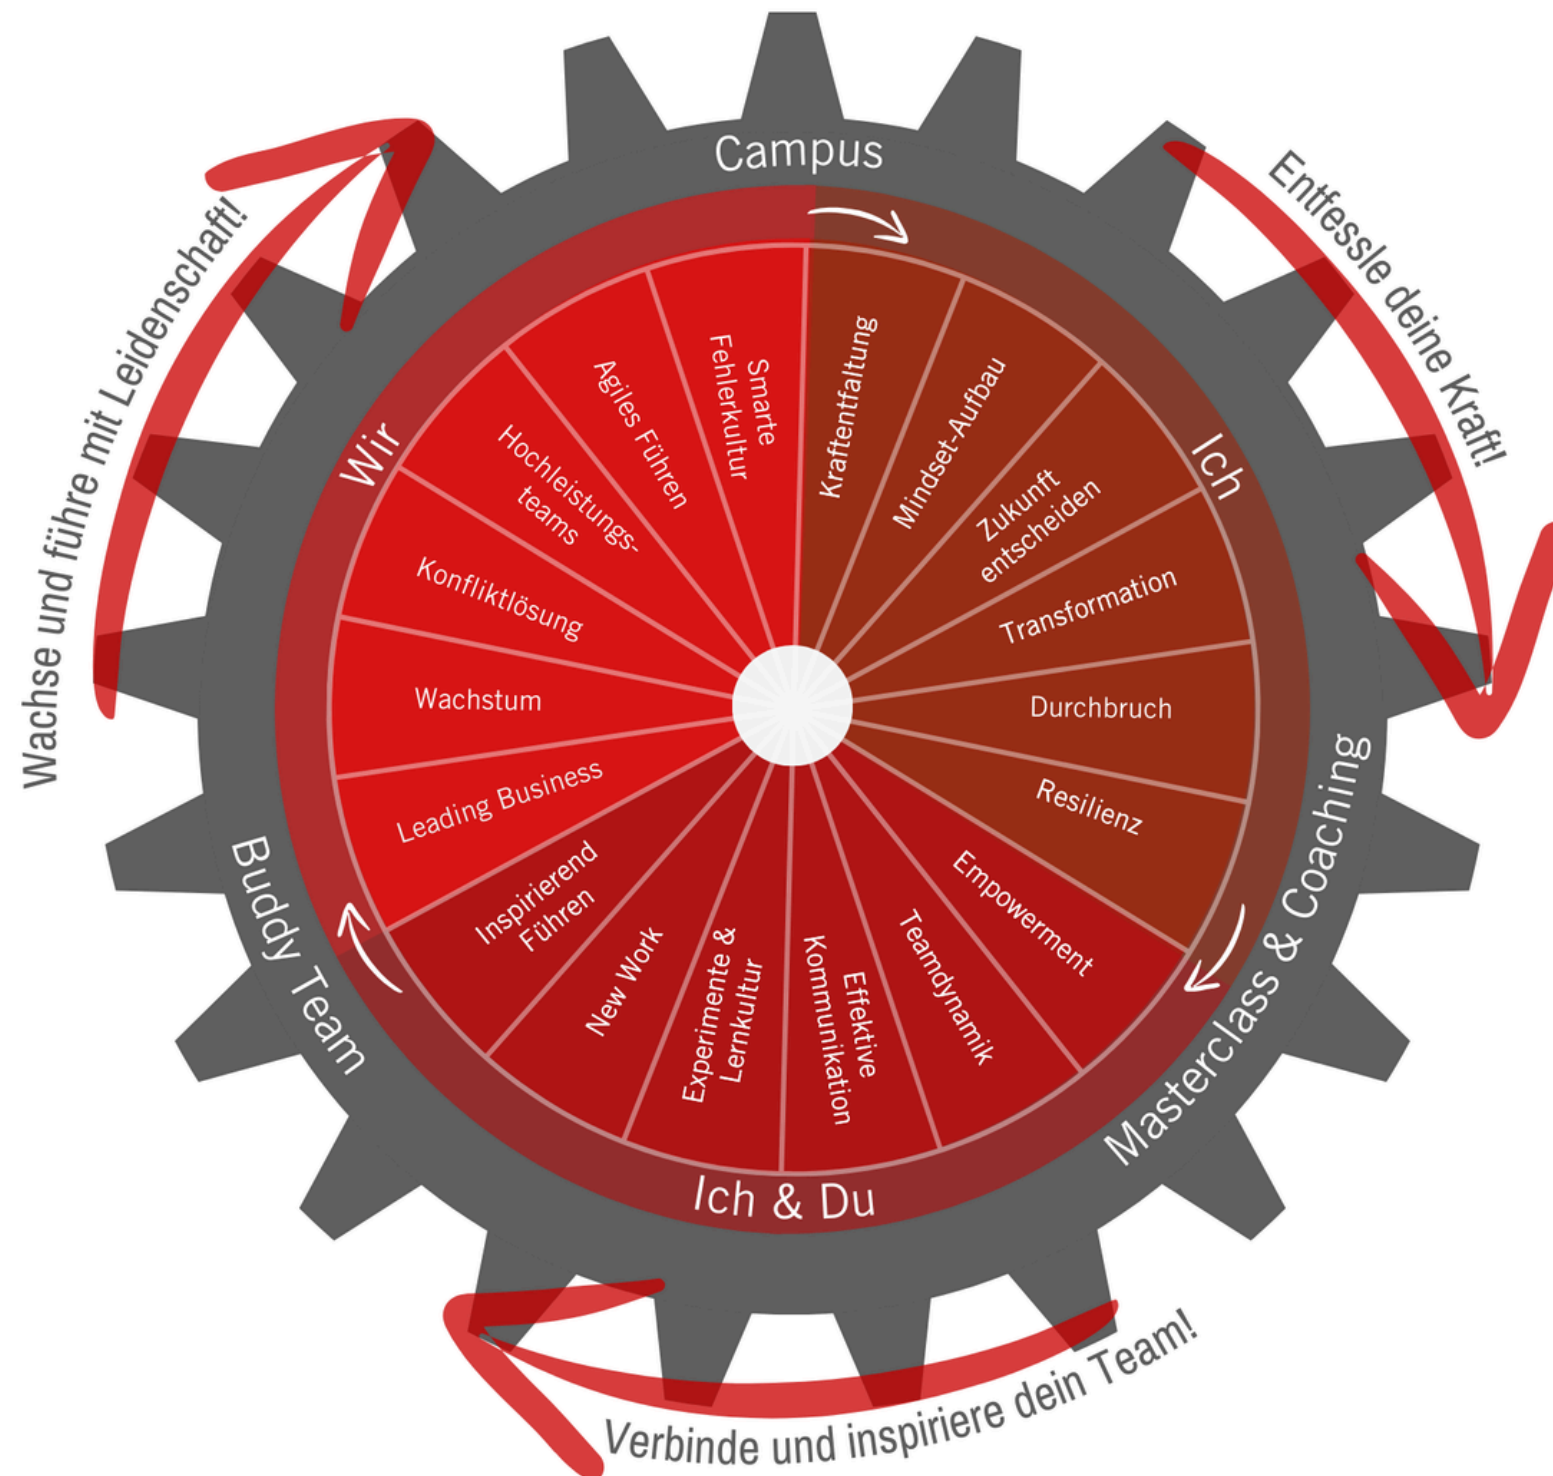 Campus
Masterclass & Coaching
Buddy Team
Ich
Ich & Du
Wir
Entfessle deine Kraft!
Verbinde und inspiriere dein Team!
Wachse und führe mit Leidenschaft!
Kraftentfaltung
Mindset-Aufbau
Zukunft
entscheiden
Transformation
Durchbruch
Resilienz
Empowerment
Teamdynamik
Effektive
Kommunikation
Experimente &
Lernkultur
New Work
Inspirierend
Führen
Leading Business
Wachstum
Konfliktlösung
Hochleistungs-
teams
Agiles Führen
Smarte
Fehlerkultur